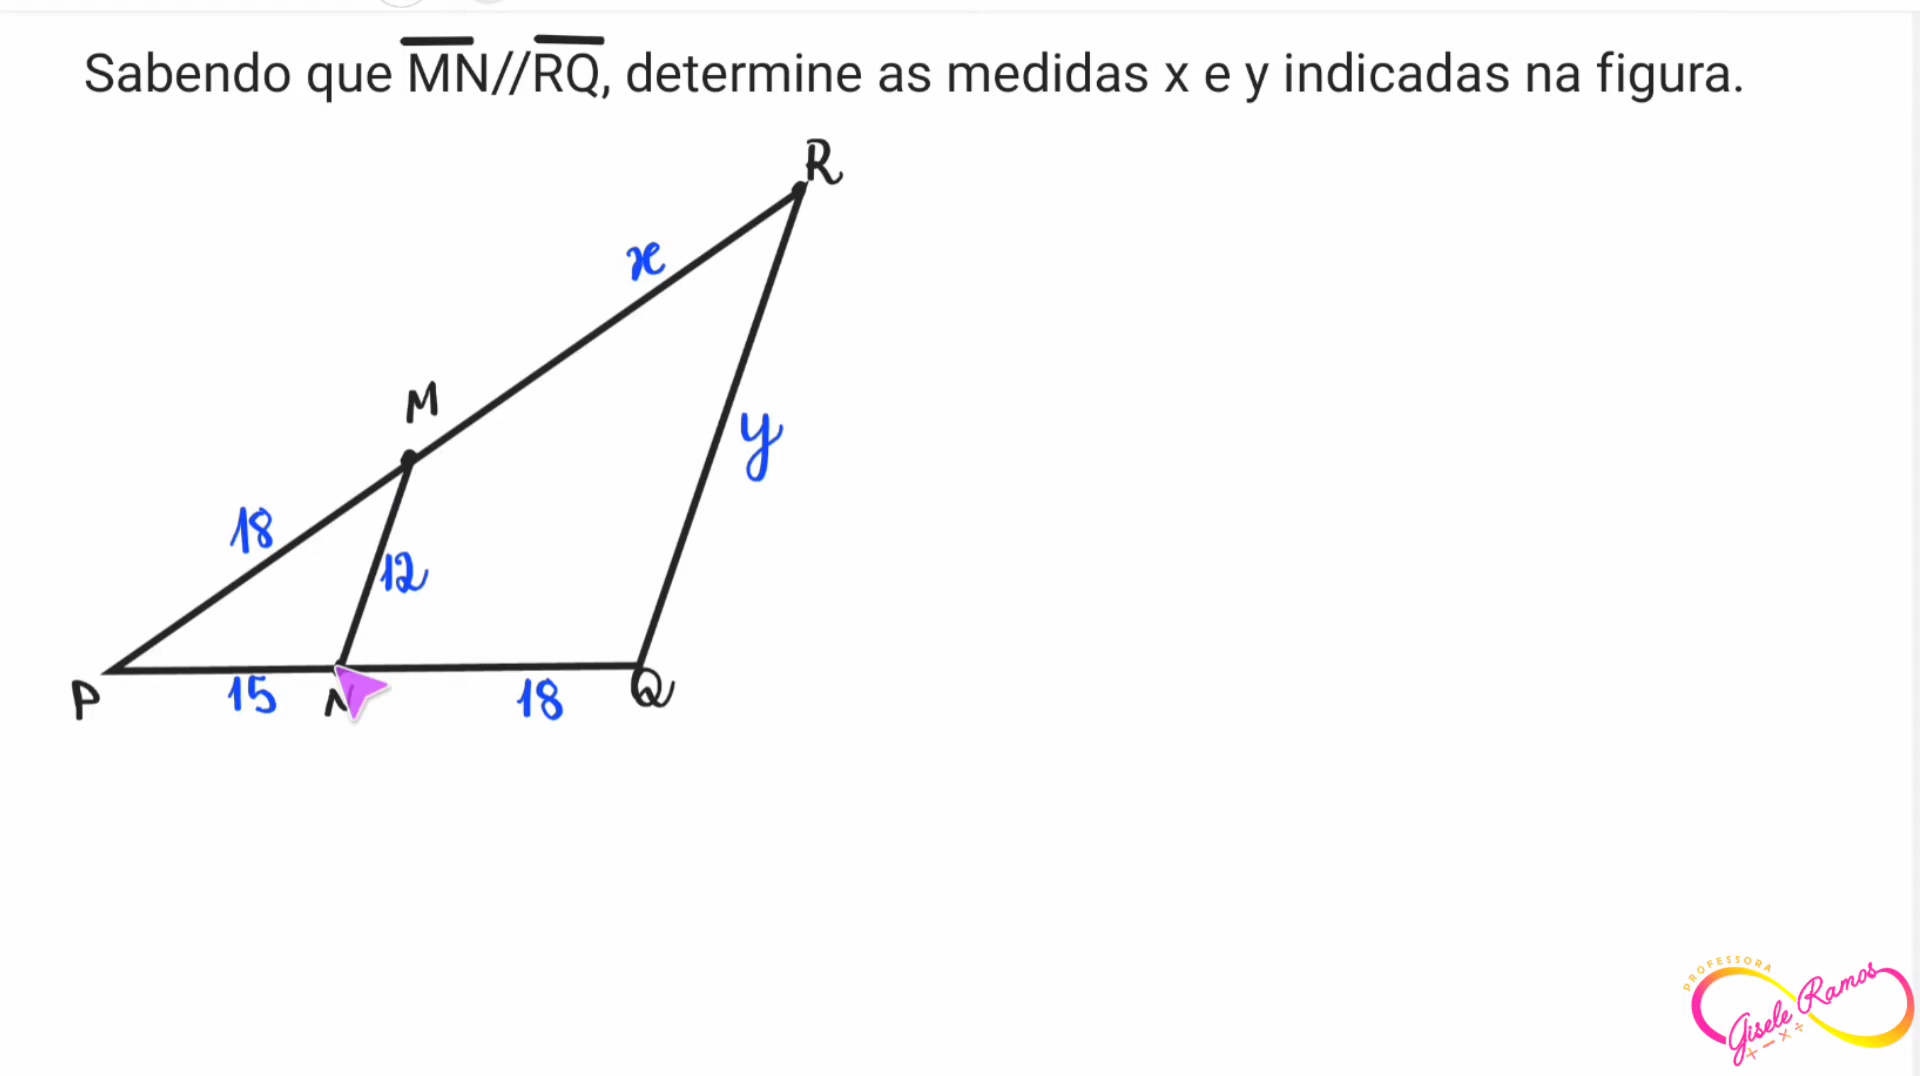 Sabendo que MN//RQ, determine as medidas x e y indicadas na figura.
R
x
M
y
18
12
P
15
N
18
Q
PROFESSORA
Gisele Ramos
+ − × ÷